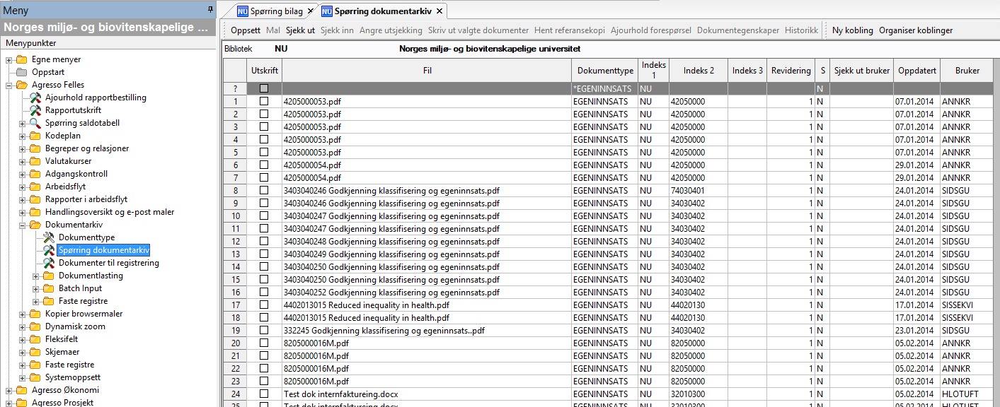 Meny
Norges miljø- og biovitenskapelige ...
Menypunkter
Egne menyer
Oppstart
Agresso Felles
Ajourhold rapportbestilling
Rapportutskrift
Spørring saldotabell
Kodeplan
Begreper og relasjoner
Valutakurser
Adgangskontroll
Arbeidsflyt
Rapporter i arbeidsflyt
Handlingsoversikt og e-post maler
Dokumentarkiv
Dokumenttype
Spørring dokumentarkiv
Dokumenter til registrering
Dokumentlasting
Batch Input
Faste registre
Kopier browsermaler
Dynamisk zoom
Fleksifelt
Skjemaer
Faste registre
Systemoppsett
Agresso Økonomi
Agresso Prosjekt
NU Spørring bilag NU Spørring dokumentarkiv
Oppsett Mal Sjekk ut Sjekk inn Angre utsjekking Skriv ut valgte dokumenter Hent referansekopi Ajourhold forespørsel Dokumentegenskaper Historikk Ny kobling Organiser koblinger
Bibliotek NU Norges miljø- og biovitenskapelige universitet
Utskrift Fil Dokumenttype Indeks 1 Indeks 2 Indeks 3 Revidering S Sjekk ut bruker Oppdatert Bruker
? *EGENINNSATS NU N
1 4205000053.pdf EGENINNSATS NU 42050000 1 N 07.01.2014 ANNKR
2 4205000053.pdf EGENINNSATS NU 42050000 1 N 07.01.2014 ANNKR
3 4205000053.pdf EGENINNSATS NU 42050000 1 N 07.01.2014 ANNKR
4 4205000053.pdf EGENINNSATS NU 42050000 1 N 07.01.2014 ANNKR
5 4205000053.pdf EGENINNSATS NU 42050000 1 N 07.01.2014 ANNKR
6 4205000054.pdf EGENINNSATS NU 42050000 1 N 29.01.2014 ANNKR
7 4205000054.pdf EGENINNSATS NU 42050000 1 N 29.01.2014 ANNKR
8 3403040246 Godkjenning klassifisering og egeninnsats.pdf EGENINNSATS NU 74030401 1 N 24.01.2014 SIDSGU
9 3403040246 Godkjenning klassifisering og egeninnsats.pdf EGENINNSATS NU 34030402 1 N 24.01.2014 SIDSGU
10 3403040247 Godkjenning klassifisering og egeninnsats.pdf EGENINNSATS NU 34030402 1 N 24.01.2014 SIDSGU
11 3403040247 Godkjenning klassifisering og egeninnsats.pdf EGENINNSATS NU 34030402 1 N 24.01.2014 SIDSGU
12 3403040248 Godkjenning klassifisering og egeninnsats.pdf EGENINNSATS NU 34030402 1 N 24.01.2014 SIDSGU
13 3403040249 Godkjenning klassifisering og egeninnsats.pdf EGENINNSATS NU 34030402 1 N 24.01.2014 SIDSGU
14 3403040250 Godkjenning klassifisering og egeninnsats.pdf EGENINNSATS NU 34030402 1 N 24.01.2014 SIDSGU
15 3403040250 Godkjenning klassifisering og egeninnsats.pdf EGENINNSATS NU 34030402 1 N 24.01.2014 SIDSGU
16 3403040252 Godkjenning klassifisering og egeninnsats.pdf EGENINNSATS NU 34030402 1 N 24.01.2014 SIDSGU
17 4402013015 Reduced inequality in health.pdf EGENINNSATS NU 44020130 1 N 17.01.2014 SISSEKVI
18 4402013015 Reduced inequality in health.pdf EGENINNSATS NU 44020130 1 N 17.01.2014 SISSEKVI
19 332245 Godkjenning klassifisering og egeninnsats..pdf EGENINNSATS NU 34030402 1 N 23.01.2014 SIDSGU
20 8205000016M.pdf EGENINNSATS NU 82050000 1 N 05.02.2014 ANNKR
21 8205000016M.pdf EGENINNSATS NU 82050000 1 N 05.02.2014 ANNKR
22 8205000016M.pdf EGENINNSATS NU 82050000 1 N 05.02.2014 ANNKR
23 8205000016M.pdf EGENINNSATS NU 82050000 1 N 05.02.2014 ANNKR
24 Test dok internfaktureing.docx EGENINNSATS NU 32010300 1 N 05.02.2014 HLOTUFT
25 Test dok internfaktureing.docx EGENINNSATS NU 32010300 1 N 05.02.2014 HLOTUFT